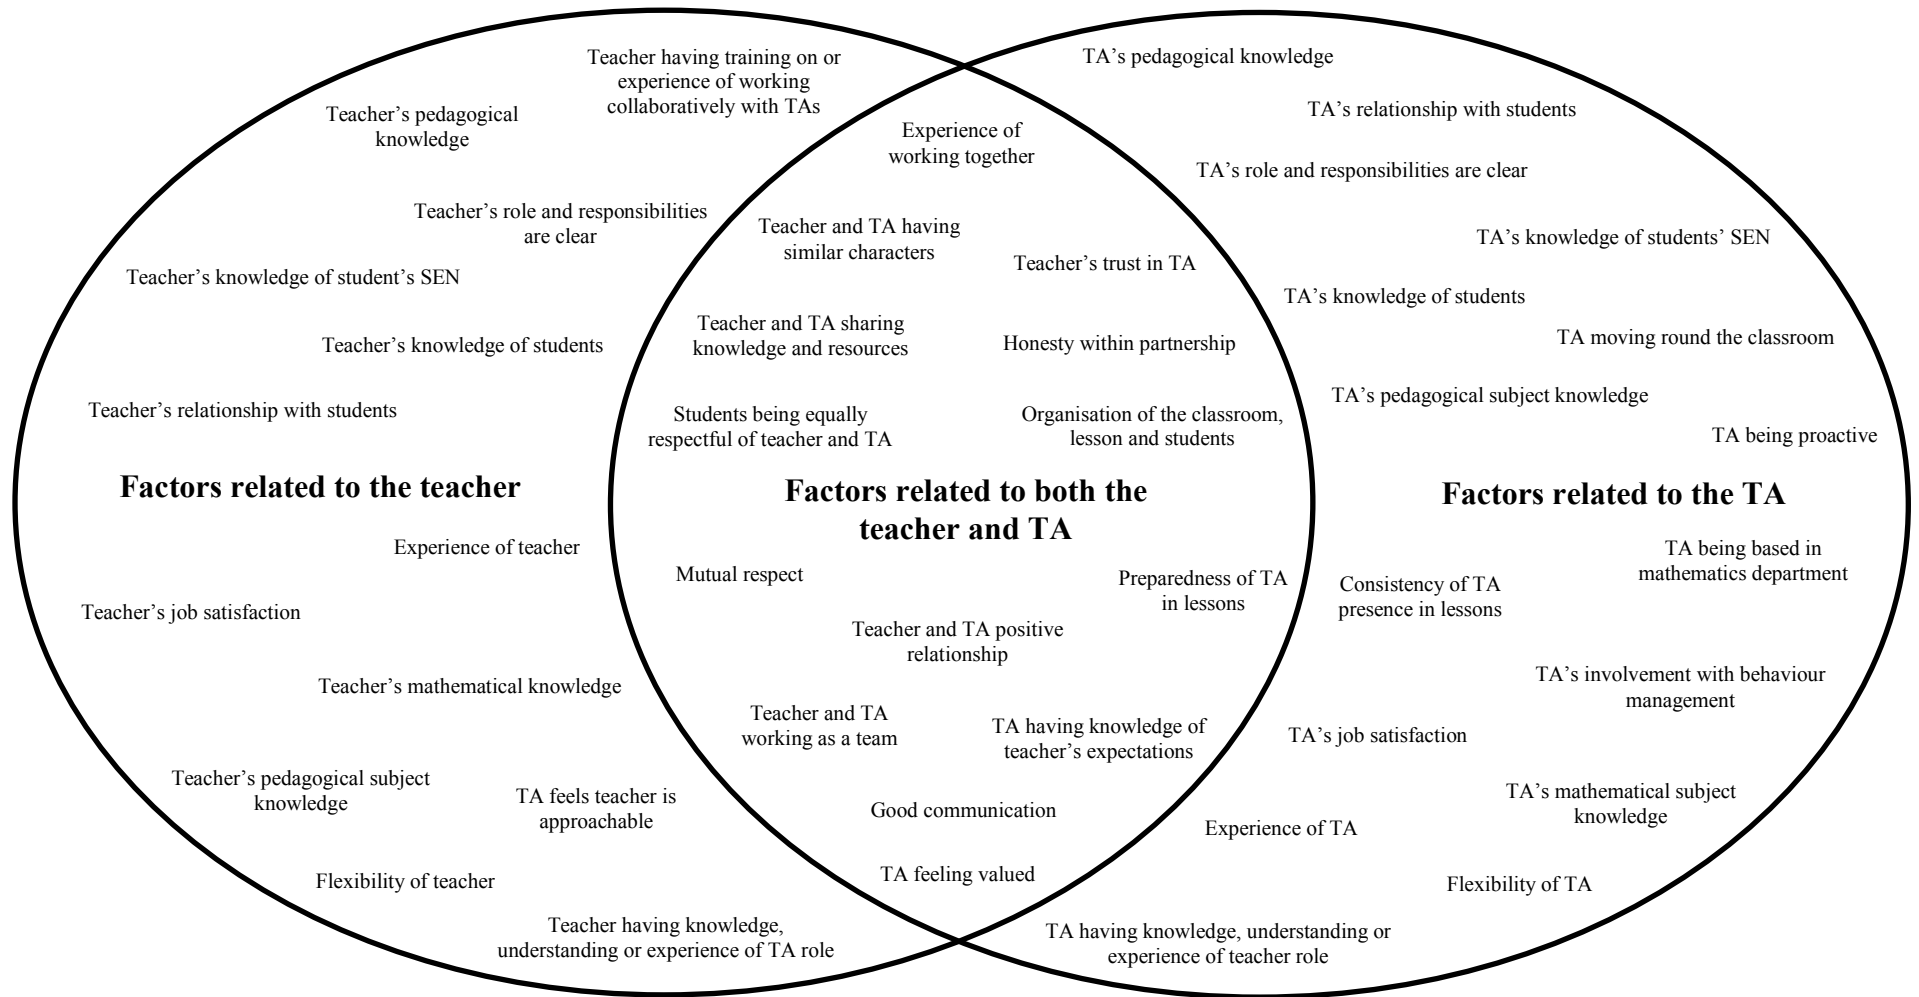 Teacher having training on or
experience of working
collaboratively with TAs
Teacher’s pedagogical
knowledge
Teacher’s role and responsibilities
are clear
Teacher’s knowledge of student’s SEN
Teacher’s knowledge of students
Teacher’s relationship with students
Factors related to the teacher
Experience of teacher
Teacher’s job satisfaction
Teacher’s mathematical knowledge
Teacher’s pedagogical subject
knowledge
TA feels teacher is
approachable
Flexibility of teacher
Teacher having knowledge,
understanding or experience of TA role
Experience of
working together
Teacher and TA having
similar characters
Teacher’s trust in TA
Teacher and TA sharing
knowledge and resources
Honesty within partnership
Students being equally
respectful of teacher and TA
Organisation of the classroom,
lesson and students
Factors related to both the
teacher and TA
Mutual respect
Preparedness of TA
in lessons
Teacher and TA positive
relationship
Teacher and TA
working as a team
TA having knowledge of
teacher’s expectations
Good communication
TA feeling valued
TA’s pedagogical knowledge
TA’s relationship with students
TA’s role and responsibilities are clear
TA’s knowledge of students’ SEN
TA’s knowledge of students
TA moving round the classroom
TA’s pedagogical subject knowledge
TA being proactive
Factors related to the TA
TA being based in
mathematics department
Consistency of TA
presence in lessons
TA’s involvement with behaviour
management
TA’s job satisfaction
TA’s mathematical subject
knowledge
Experience of TA
Flexibility of TA
TA having knowledge, understanding or
experience of teacher role